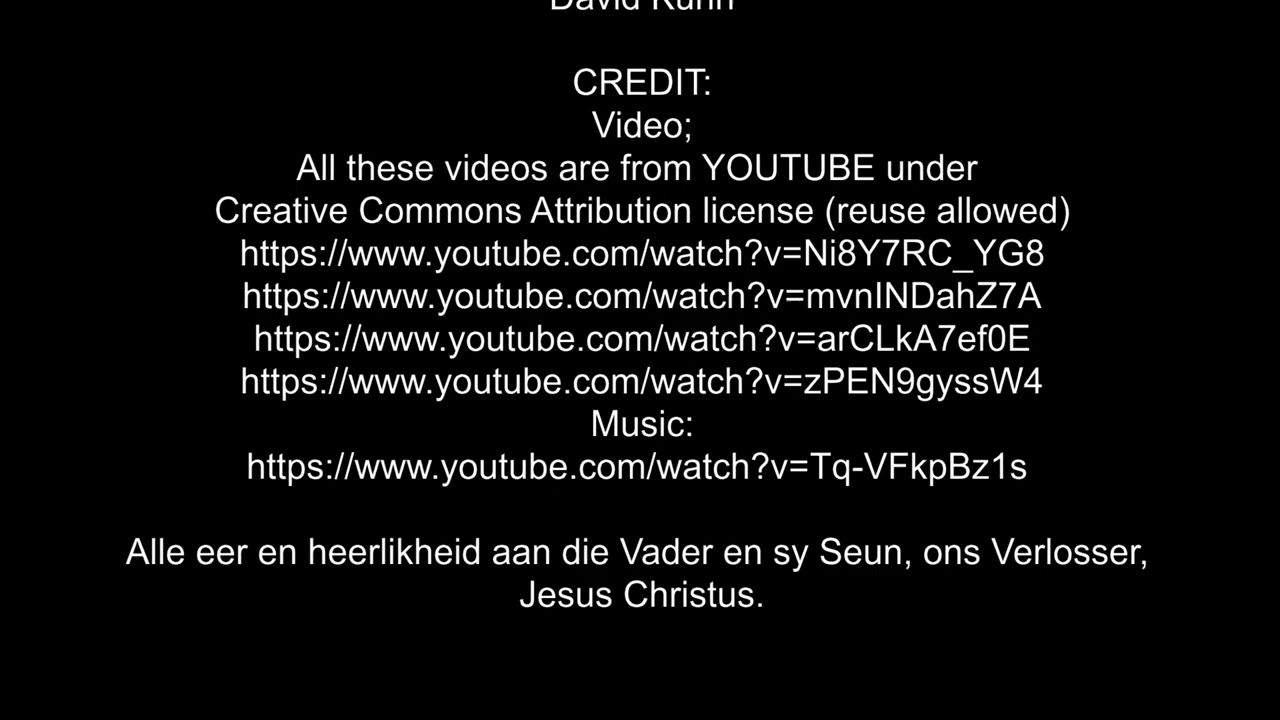 David
CREDIT:
Video;
All these videos are from YOUTUBE under
Creative Commons Attribution license (reuse allowed)
https://www.youtube.com/watch?v=Ni8Y7RC_YG8
https://www.youtube.com/watch?v=mvnINDahZ7A
https://www.youtube.com/watch?v=arCLkA7ef0E
https://www.youtube.com/watch?v=zPEN9gyssW4
Music:
https://www.youtube.com/watch?v=Tq-VFkpBz1s
Alle eer en heerlikheid aan die Vader en sy Seun, ons Verlosser,
Jesus Christus.